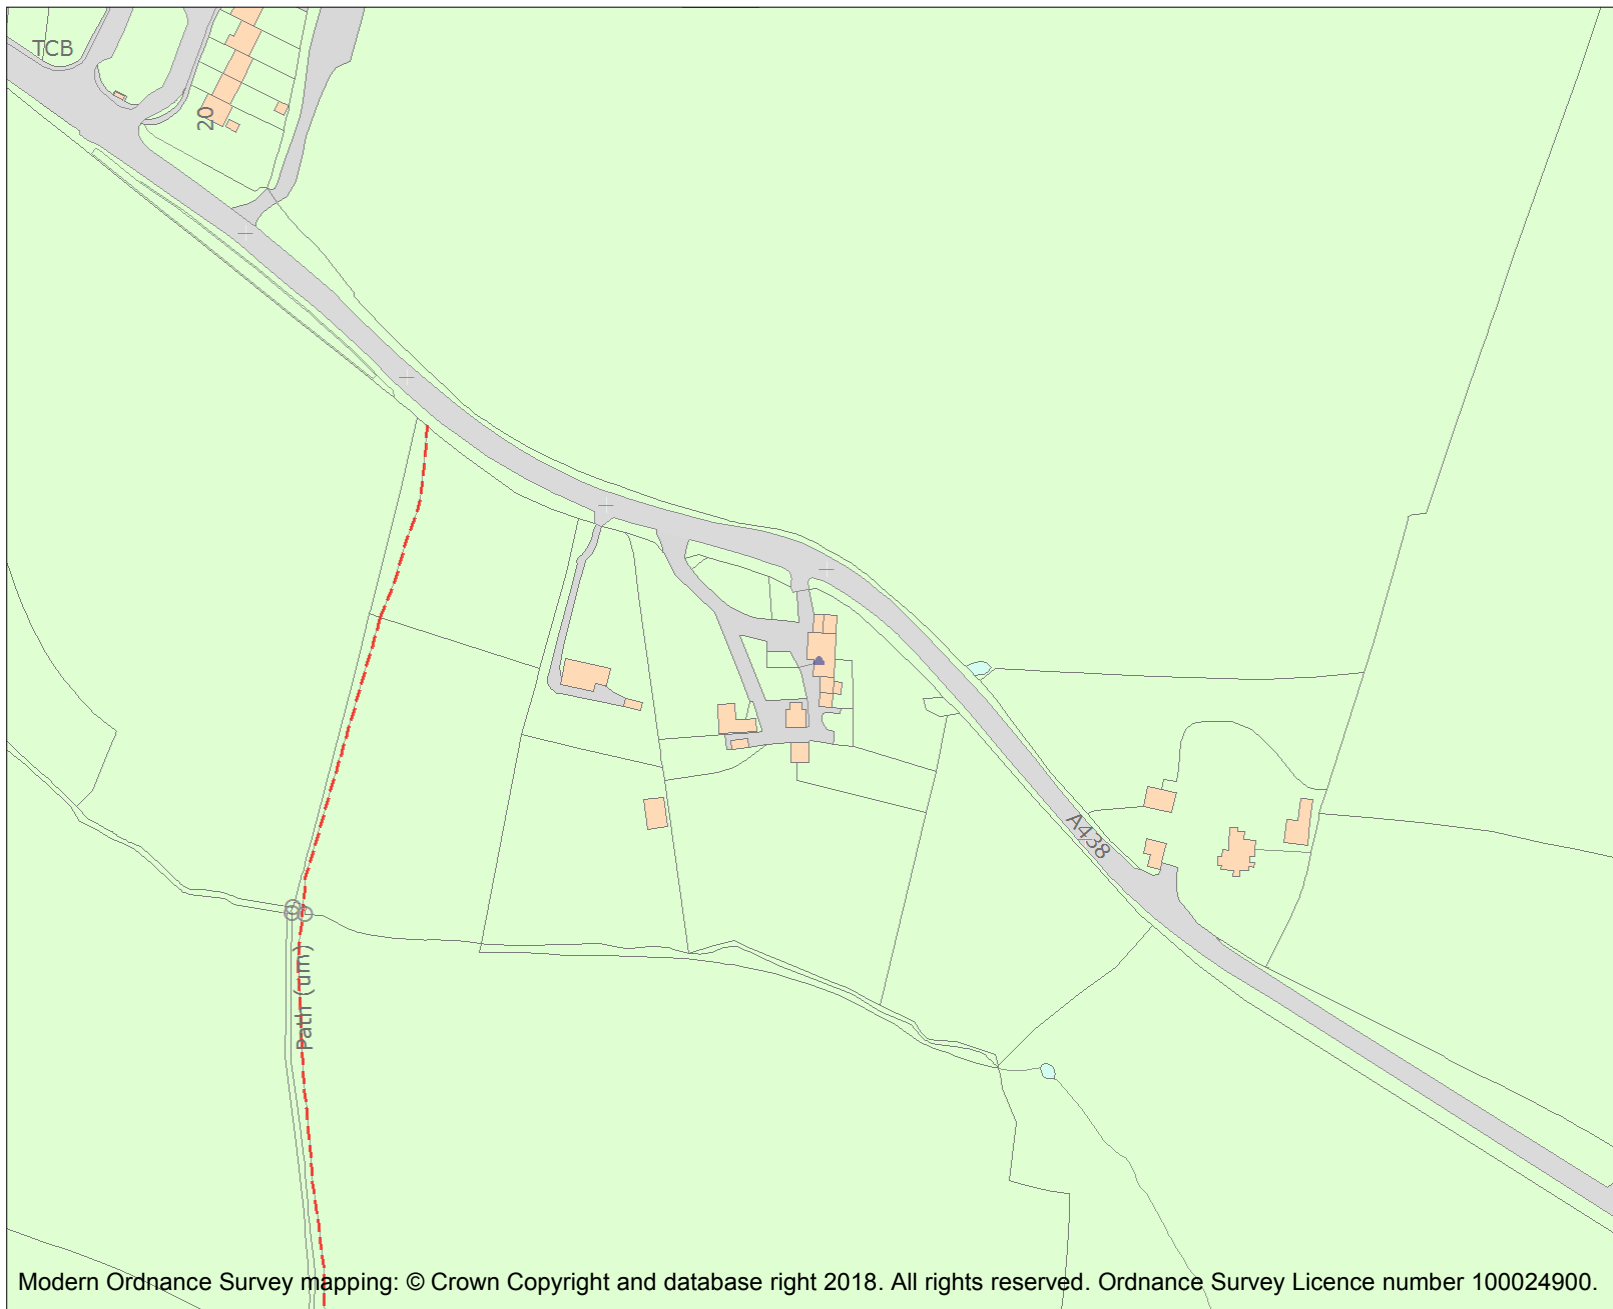 TCB
20
A438
Path (um)
Modern Ordnance Survey mapping: © Crown Copyright and database right 2018. All rights reserved. Ordnance Survey Licence number 100024900.